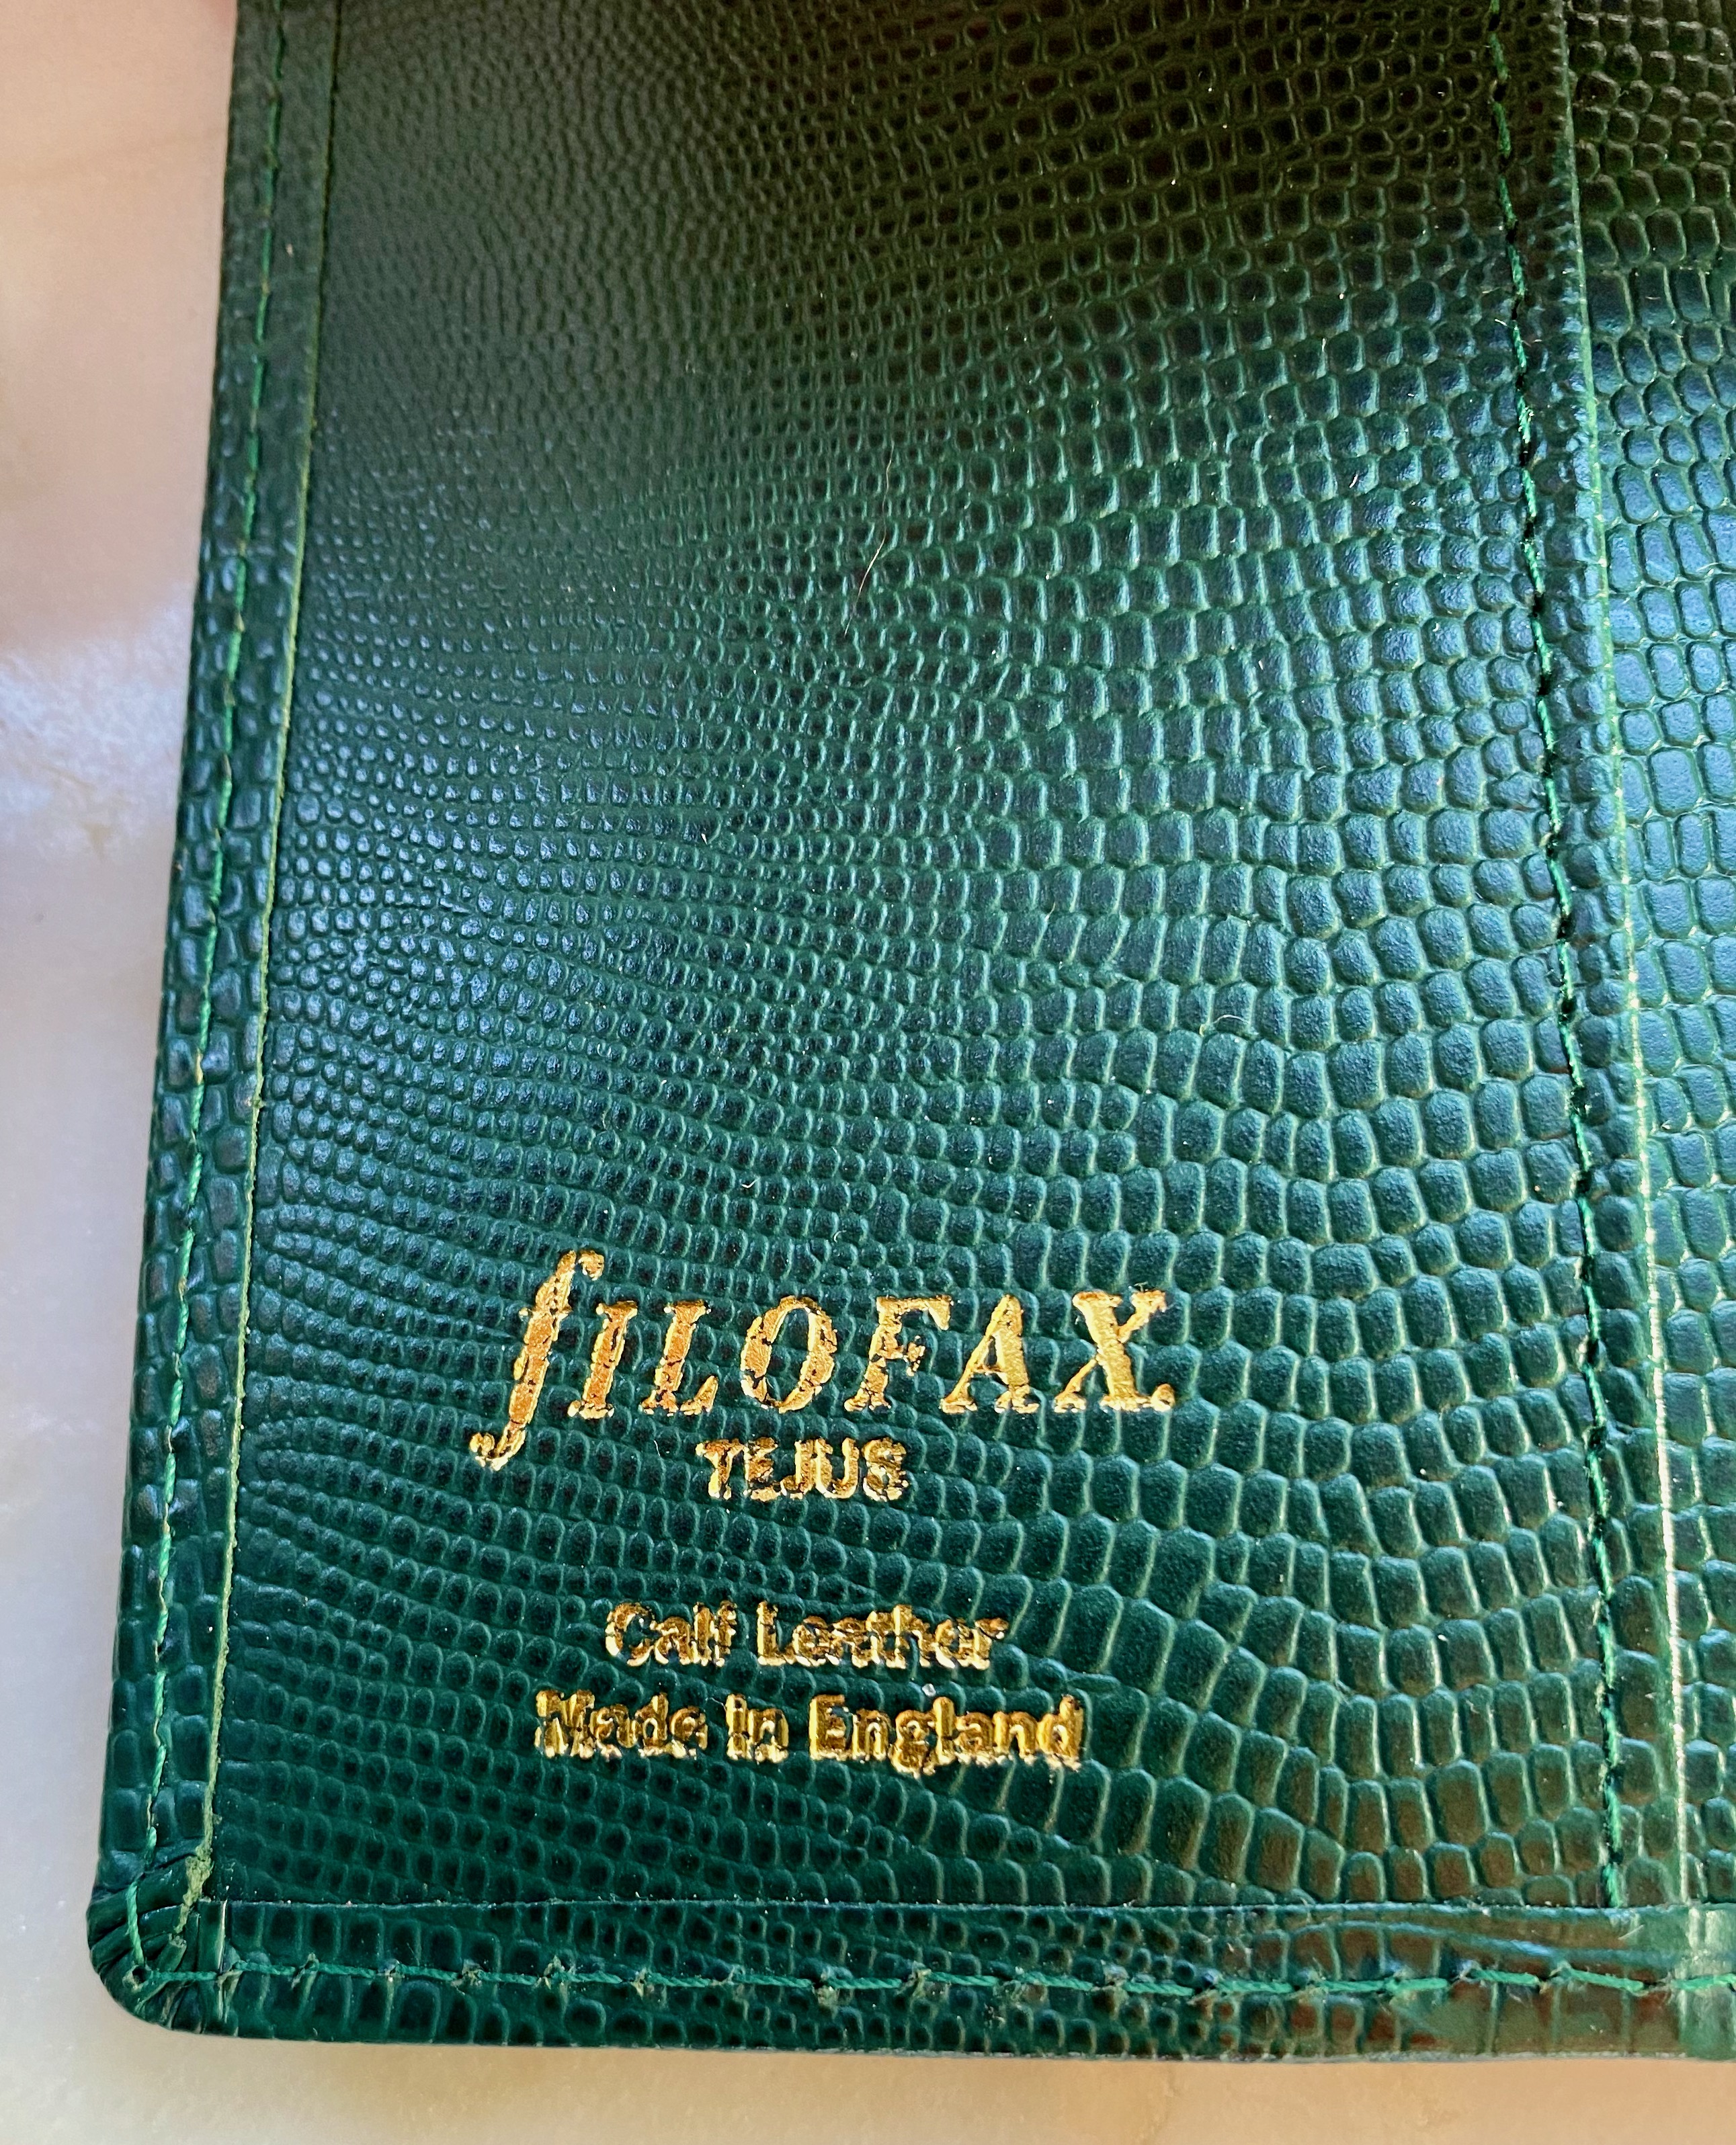 fILOFAX
TEJUS
Calf Leather
Made in England